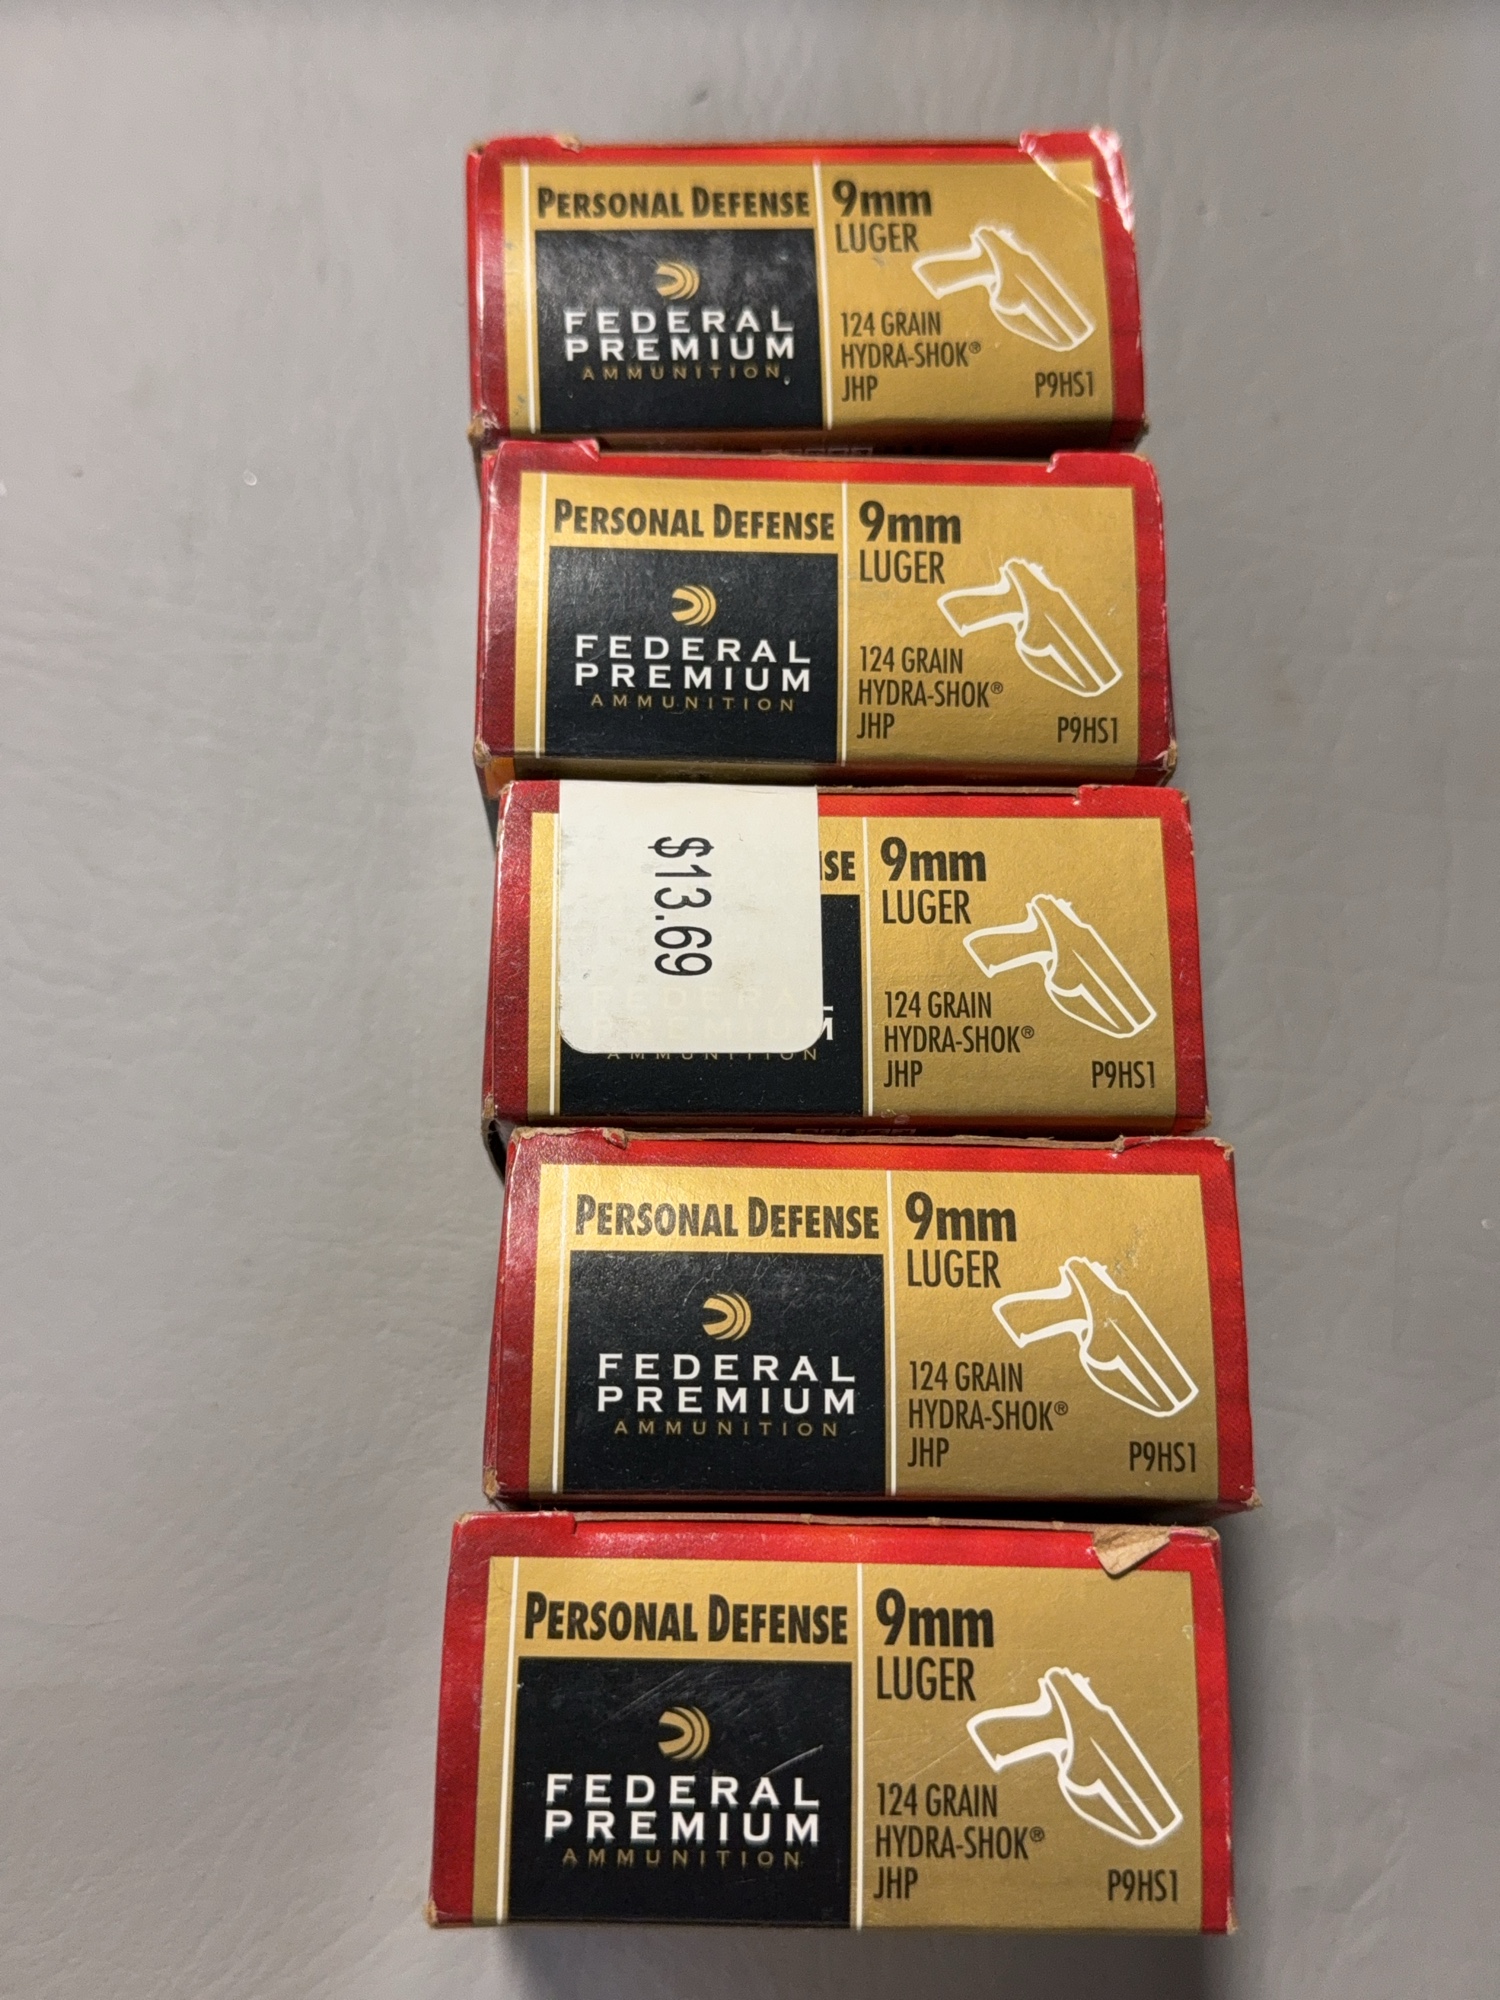 PERSONAL DEFENSE
FEDERAL
PREMIUM
AMMUNITION
9mm
LUGER
124 GRAIN
HYDRA-SHOK®
JHP
P9HS1
PERSONAL DEFENSE
FEDERAL
PREMIUM
AMMUNITION
9mm
LUGER
124 GRAIN
HYDRA-SHOK®
JHP
P9HS1
$13.69
FEDERAL
PREMIUM
AMMUNITION
9mm
LUGER
124 GRAIN
HYDRA-SHOK®
JHP
P9HS1
PERSONAL DEFENSE
FEDERAL
PREMIUM
AMMUNITION
9mm
LUGER
124 GRAIN
HYDRA-SHOK®
JHP
P9HS1
PERSONAL DEFENSE
FEDERAL
PREMIUM
AMMUNITION
9mm
LUGER
124 GRAIN
HYDRA-SHOK®
JHP
P9HS1